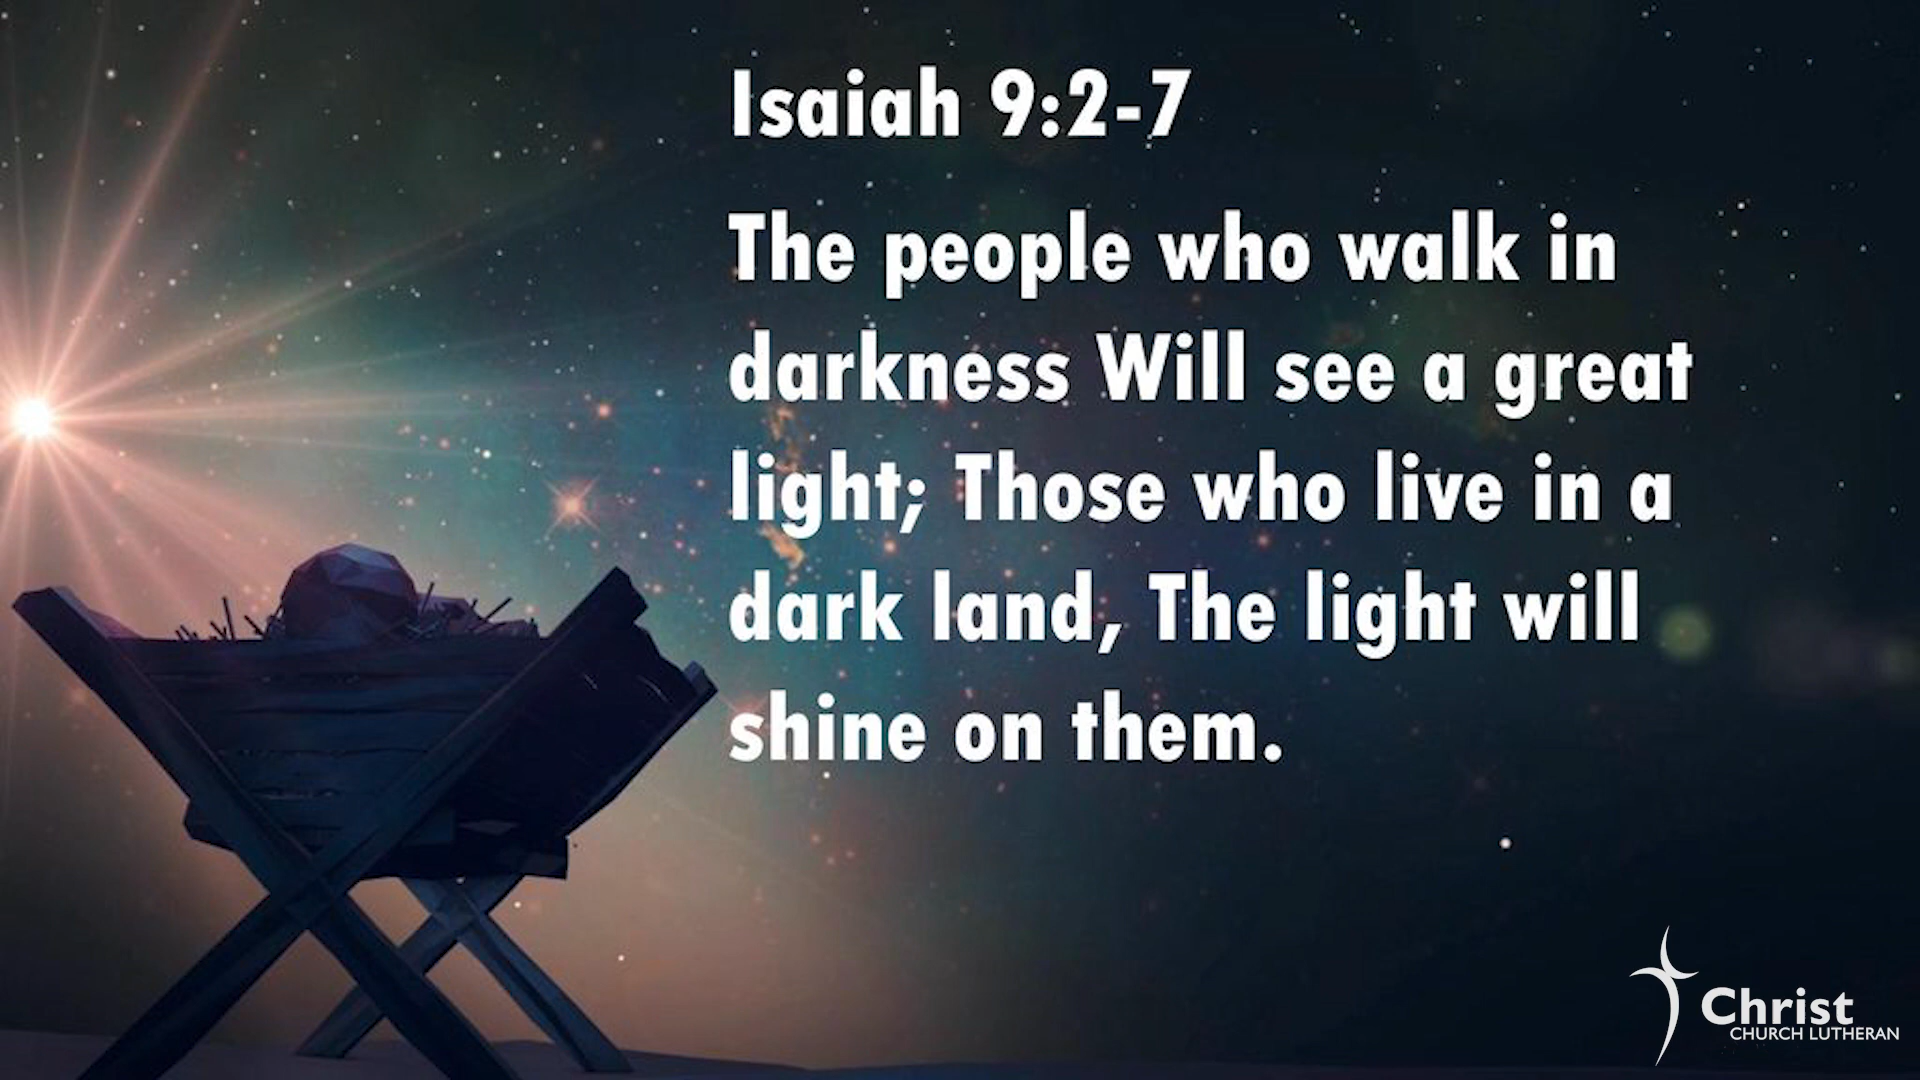 Isaiah 9:2-7
The people who walk in
darkness Will see a great
light; Those who live in a
dark land, The light will
shine on them.
Christ
CHURCH LUTHERAN